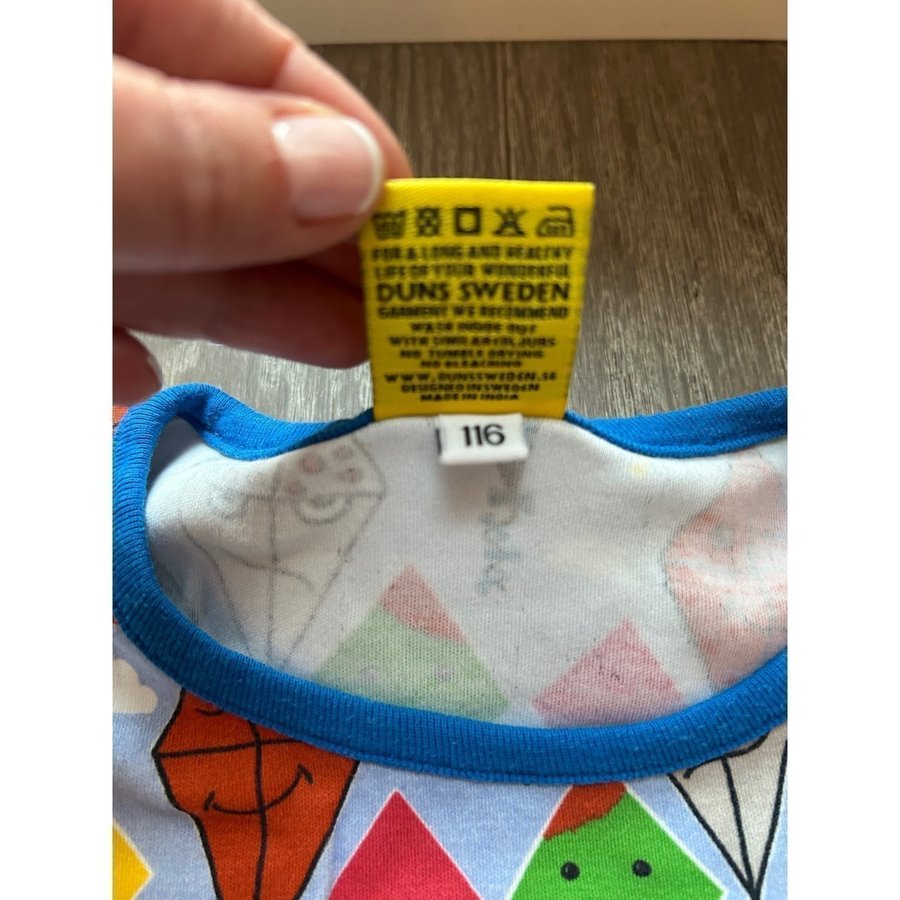 FOR A LONG AND HEALTHY
LIFE OF YOUR WONDERFUL
DUNS SWEDEN
GARMENT WE RECOMMEND
WASH INSIDE OUT
WITH SIMILAR COLOURS
NO TUMBLE DRYING
NO BLEACHING
WWW.DUNSSWEDEN.SE
DESIGNED IN SWEDEN
MADE IN INDIA
116